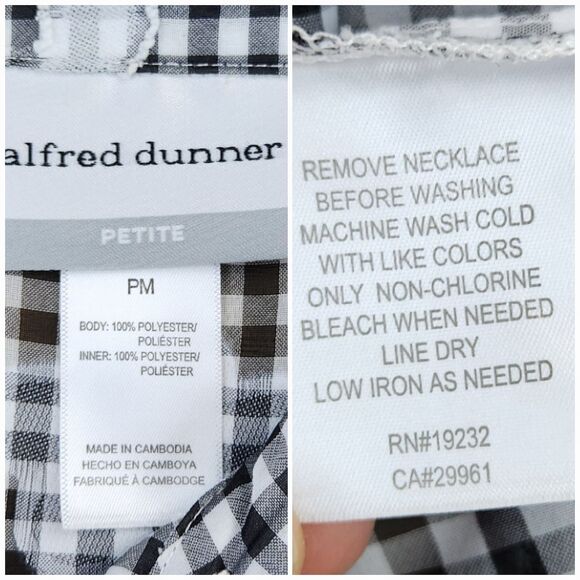 alfred dunner
PETITE
PM
BODY: 100% POLYESTER/
POLIÉSTER
INNER: 100% POLYESTER/
POLIÉSTER
MADE IN CAMBODIA
HECHO EN CAMBOYA
FABRIQUÉ À CAMBODGE
REMOVE NECKLACE
BEFORE WASHING
MACHINE WASH COLD
WITH LIKE COLORS
ONLY NON-CHLORINE
BLEACH WHEN NEEDED
LINE DRY
LOW IRON AS NEEDED
RN#19232
CA#29961